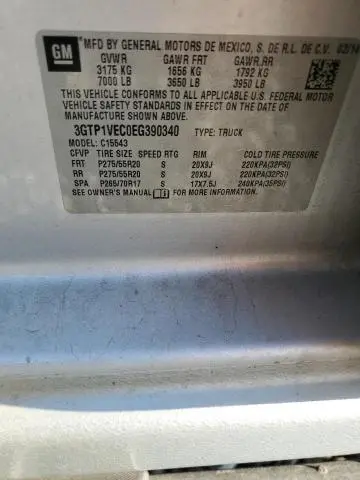 GM
MFD BY GENERAL MOTORS DE MEXICO, S. DE R.L. DE C.V. 02/14
GVWR GAWR FRT GAWR RR
3175 KG 1656 KG 1792 KG
7000 LB 3650 LB 3950 LB
THIS VEHICLE CONFORMS TO ALL APPLICABLE U.S. FEDERAL MOTOR
VEHICLE SAFETY STANDARDS IN EFFECT ON THE DATE OF
MANUFACTURE SHOWN ABOVE.
3GTP1VEC0EG390340 TYPE: TRUCK
MODEL: C15543
CFVP TIRE SIZE SPEED RTG RIM COLD TIRE PRESSURE
FRT P275/55R20 S 20X9J 220KPA(32PSI)
RR P275/55R20 S 20X9J 220KPA(32PSI)
SPA P265/70R17 S 17X7.5J 240KPA(35PSI)
SEE OWNER'S MANUAL FOR MORE INFORMATION.